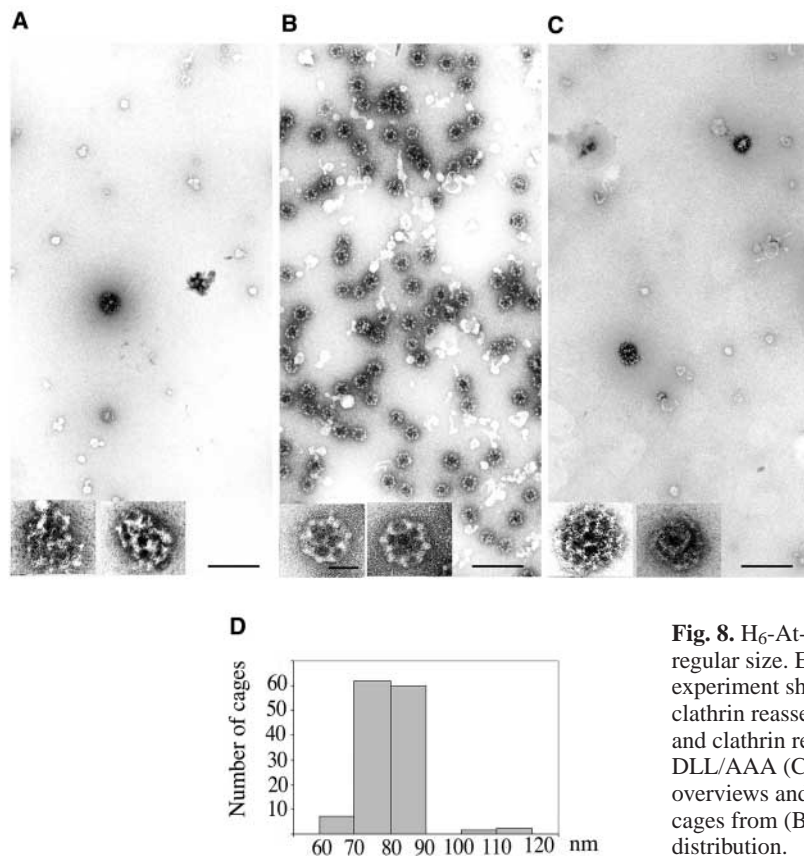 A
B
C
D
Number of cages
60
50
40
30
20
10
60 70 80 90 100 110 120 nm
Fig. 8. H6-At-
regular size. E
experiment sh
clathrin reasse
and clathrin re
DLL/AAA (C
overviews and
cages from (B
distribution.